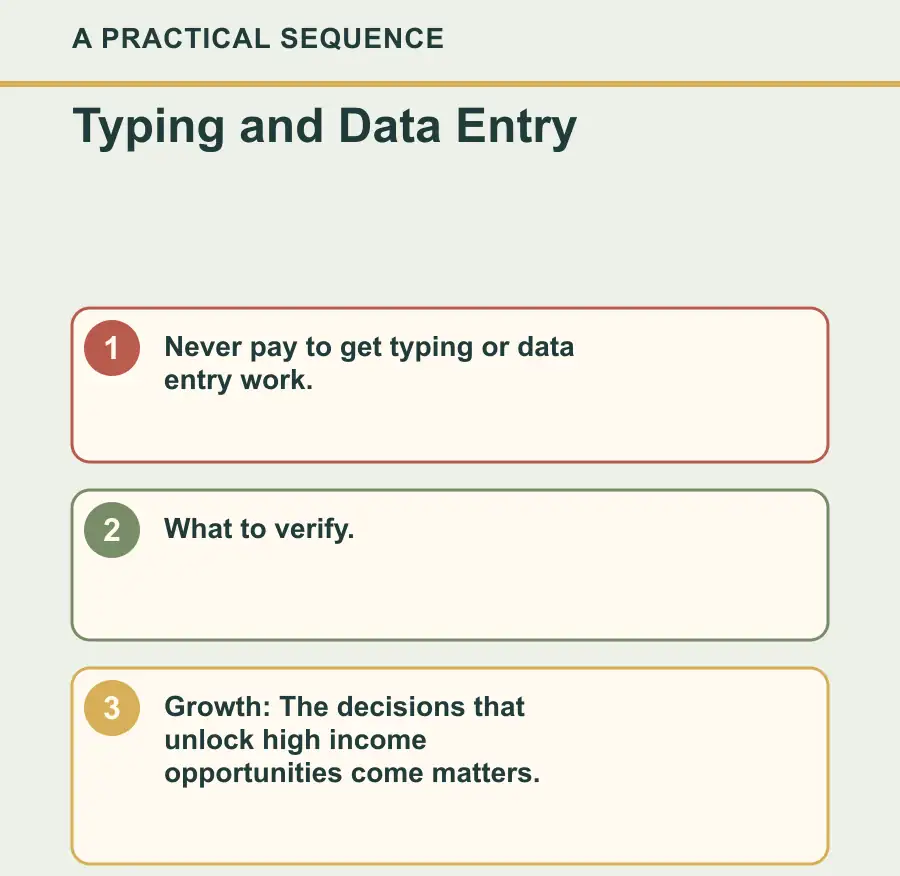 A PRACTICAL SEQUENCE
Typing and Data Entry
1
Never pay to get typing or data
entry work.
2
What to verify.
3
Growth: The decisions that
unlock high income
opportunities come matters.